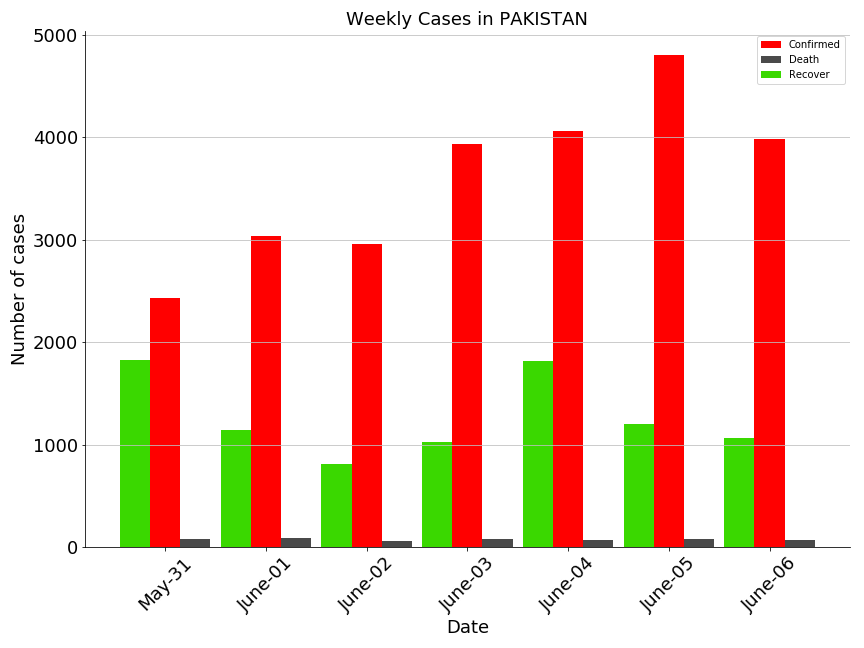 Weekly Cases in PAKISTAN
Confirmed
Death
Recover
Number of cases
5000
4000
3000
2000
1000
0
May-31
June-01
June-02
June-03
June-04
June-05
June-06
Date